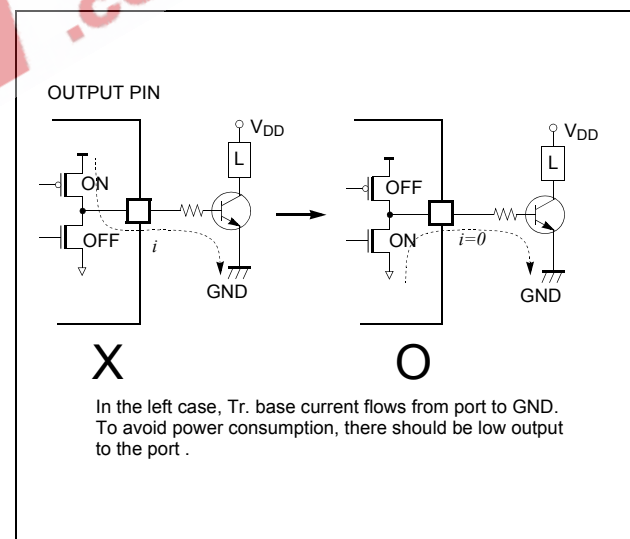 OUTPUT PIN
VDD
L
ON
OFF
i
GND
VDD
L
OFF
ON
i=0
GND
X
O
In the left case, Tr. base current flows from port to GND.
To avoid power consumption, there should be low output
to the port .